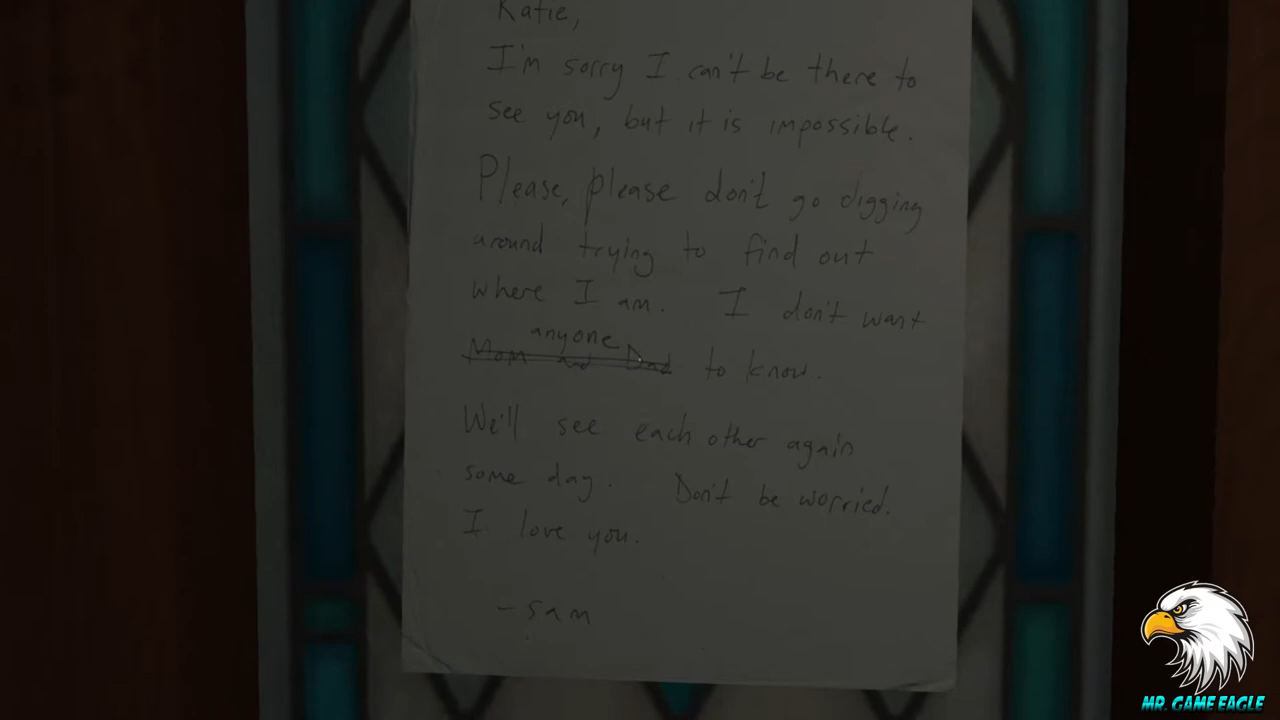 Katie,
I'm sorry I can't be there to
see you, but it is impossible.
Please, please don't go digging
around trying to find out
where I am. I don't want
anyone
Mom and Dad to know.
We'll see each other again
some day. Don't be worried.
I love you.
- Sam
MR. GAME EAGLE